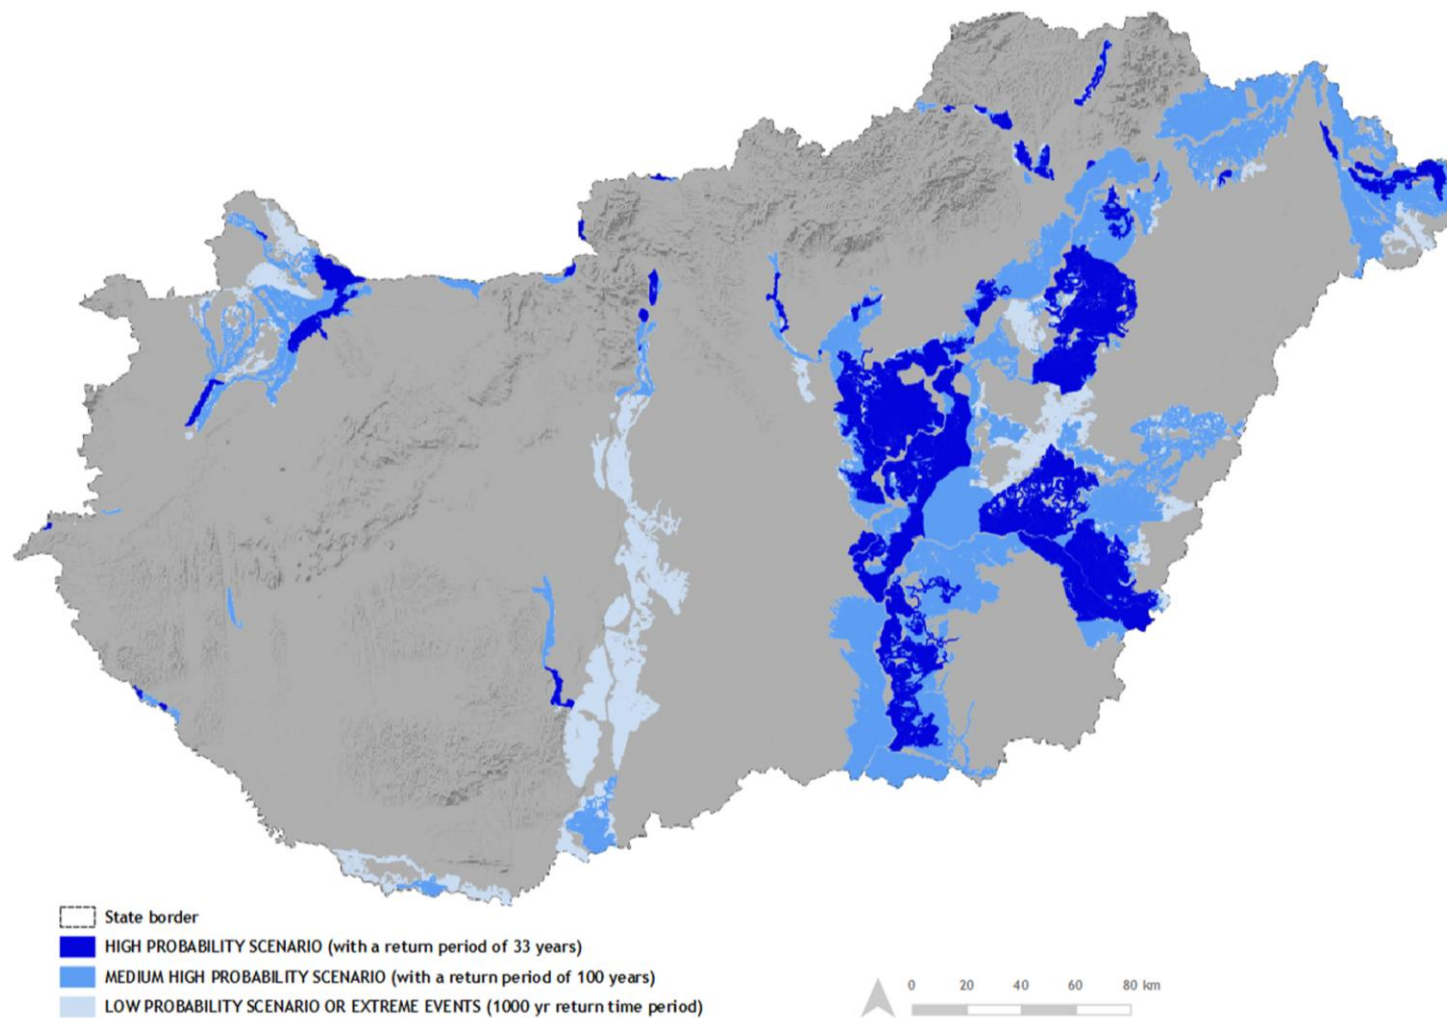 State border
HIGH PROBABILITY SCENARIO (with a return period of 33 years)
MEDIUM HIGH PROBABILITY SCENARIO (with a return period of 100 years)
LOW PROBABILITY SCENARIO OR EXTREME EVENTS (1000 yr return time period)
0 20 40 60 80 km